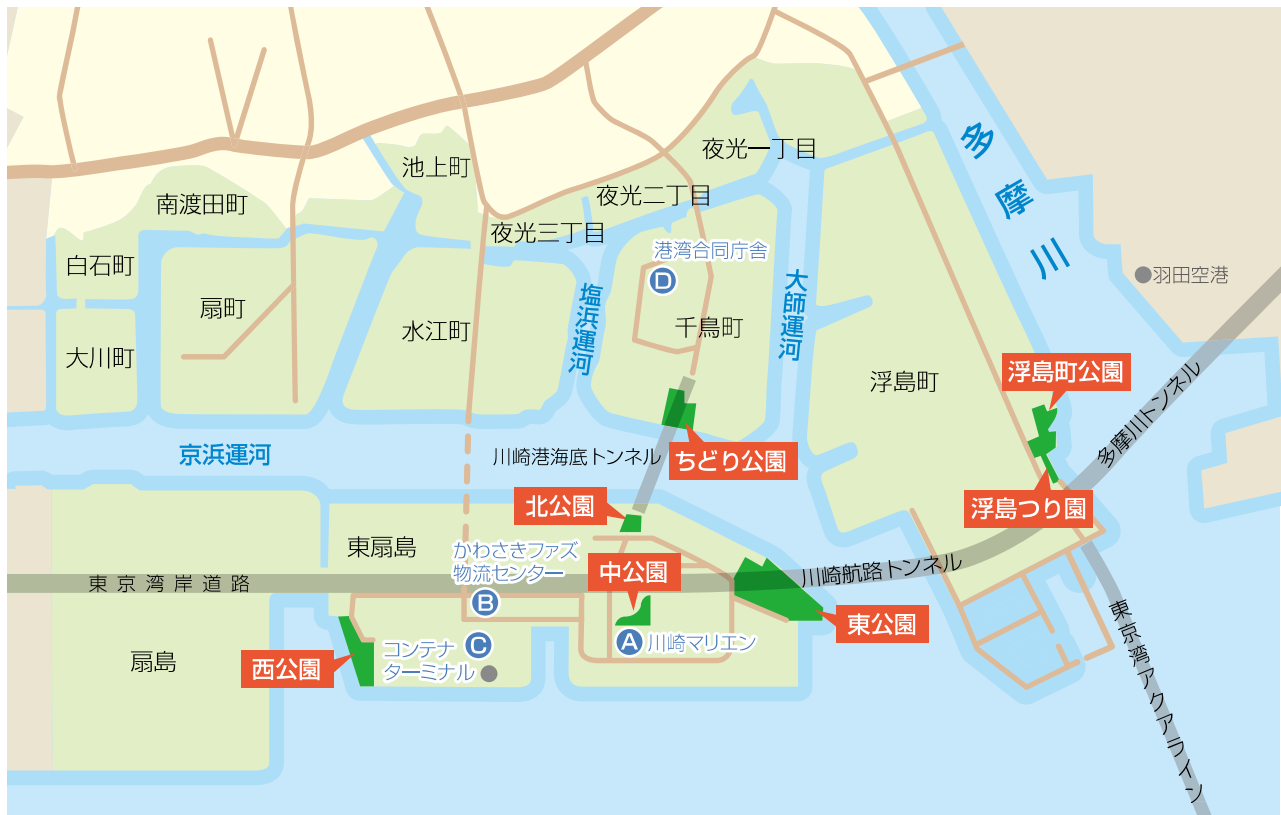 多摩川
夜光一丁目
池上町
夜光二丁目
南渡田町
夜光三丁目
港湾合同庁舎
D
白石町
羽田空港
扇町
塩浜運河
大師運河
千鳥町
水江町
大川町
浮島町公園
浮島町
多摩川トンネル
京浜運河
川崎港海底トンネル
ちどり公園
北公園
浮島つり園
東扇島
かわさきファズ
物流センター
B
中公園
川崎航路トンネル
東京湾岸道路
東公園
東京湾アクアライン
A
川崎マリエン
コンテナ
ターミナル
C
扇島
西公園